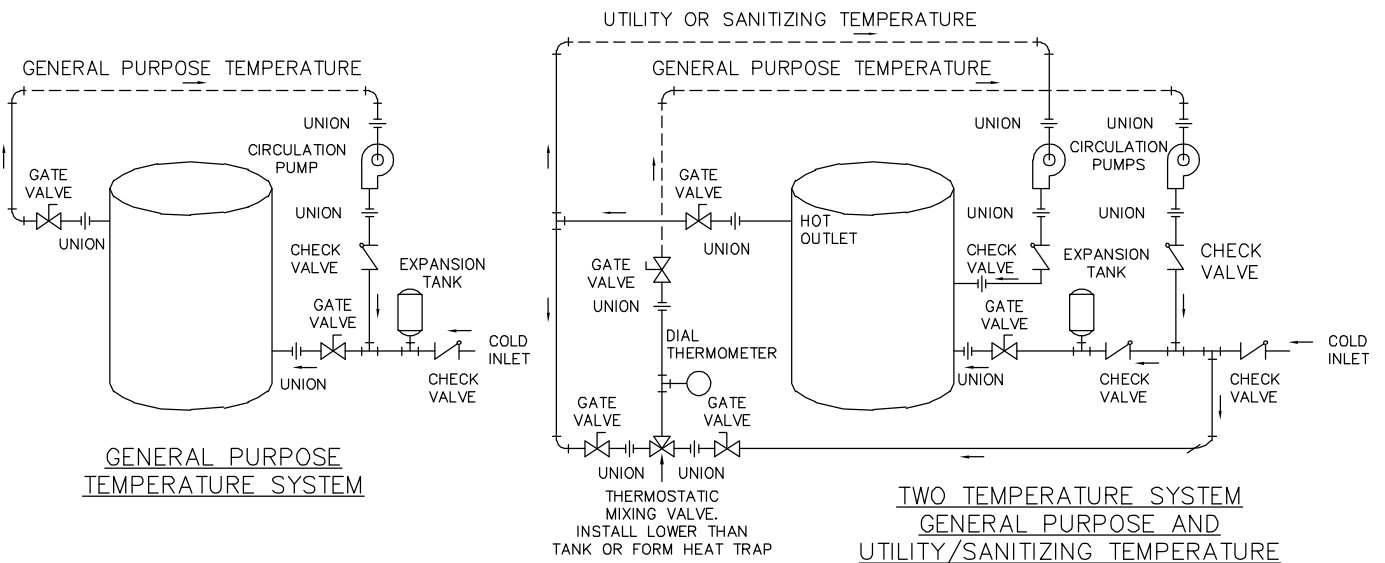 GENERAL PURPOSE TEMPERATURE
UNION
CIRCULATION
PUMP
GATE
VALVE
UNION
UNION
CHECK
VALVE
EXPANSION
TANK
GATE
VALVE
COLD
INLET
UNION
CHECK
VALVE
GENERAL PURPOSE
TEMPERATURE SYSTEM
UTILITY OR SANITIZING TEMPERATURE
GENERAL PURPOSE TEMPERATURE
UNION
UNION
CIRCULATION
PUMPS
GATE
VALVE
UNION
HOT
OUTLET
UNION
UNION
CHECK
VALVE
EXPANSION
TANK
CHECK
VALVE
GATE
VALVE
UNION
GATE
VALVE
DIAL
THERMOMETER
UNION
CHECK
VALVE
CHECK
VALVE
COLD
INLET
GATE
VALVE
GATE
VALVE
UNION
UNION
THERMOSTATIC
MIXING VALVE.
INSTALL LOWER THAN
TANK OR FORM HEAT TRAP
TWO TEMPERATURE SYSTEM
GENERAL PURPOSE AND
UTILITY/SANITIZING TEMPERATURE